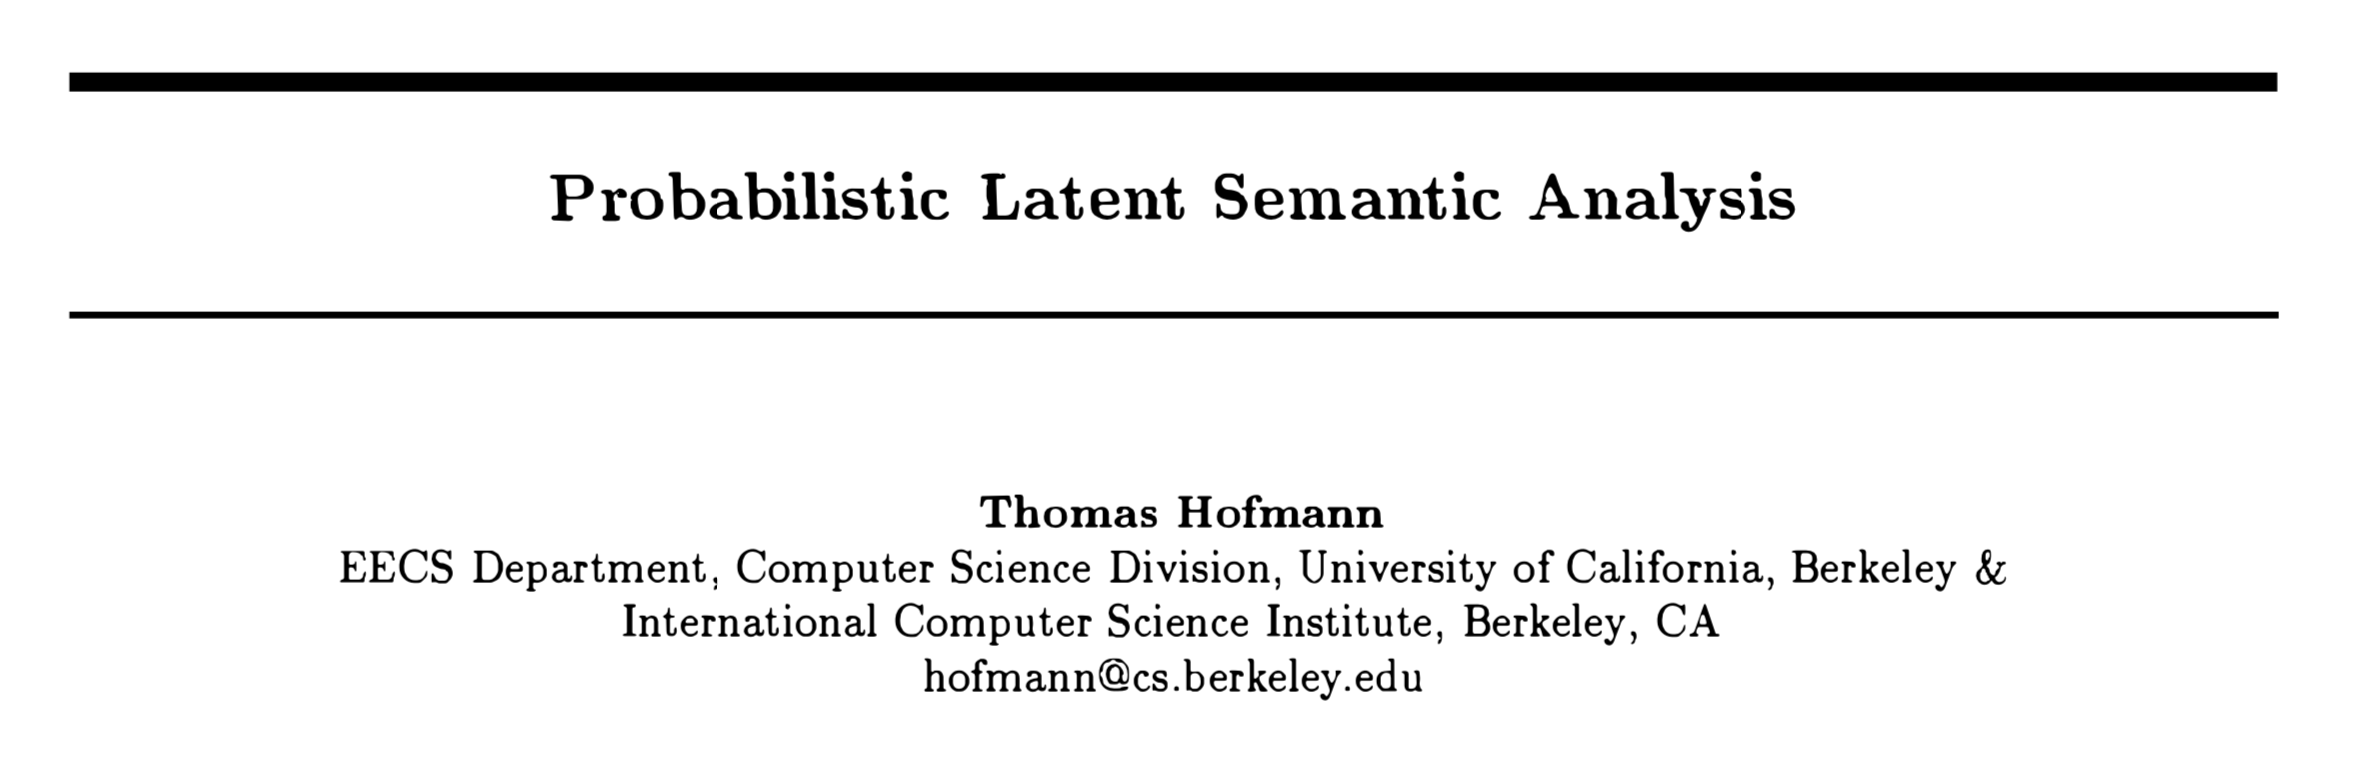 Probabilistic Latent Semantic Analysis
Thomas Hofmann
EECS Department, Computer Science Division, University of California, Berkeley &
International Computer Science Institute, Berkeley, CA
hofmann@cs.berkeley.edu